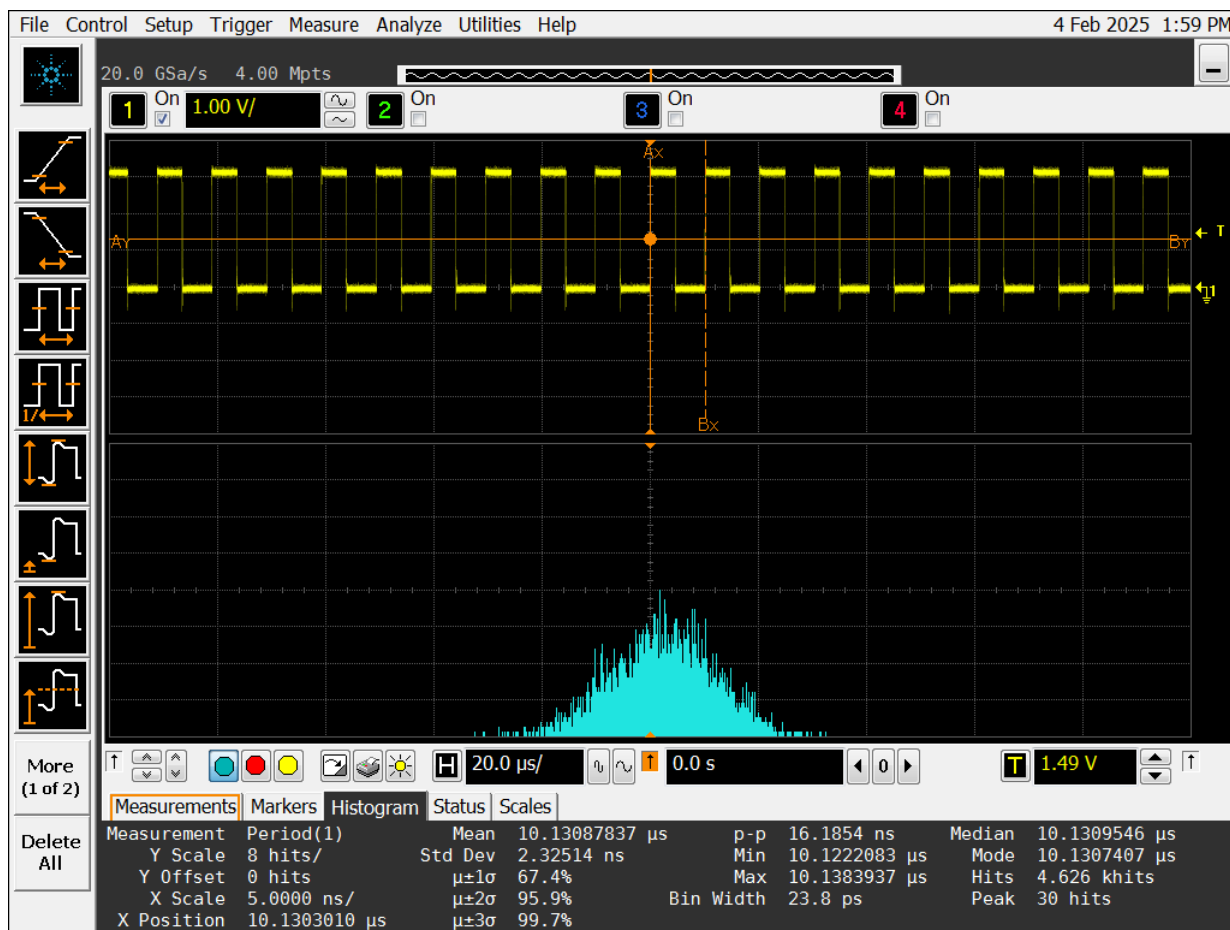 File Control Setup Trigger Measure Analyze Utilities Help 4 Feb 2025 1:59 PM
20.0 GSa/s 4.00 Mpts
1 On 1.00 V/ 2 On 3 On 4 On
Ax
Ay By
T
1
Bx
1/
More
(1 of 2)
Delete
All
H 20.0 µs/ 0.0 s 0 T 1.49 V
Measurements Markers Histogram Status Scales
Measurement Period(1) Mean 10.13087837 µs p-p 16.1854 ns Median 10.1309546 µs
Y Scale 8 hits/ Std Dev 2.32514 ns Min 10.1222083 µs Mode 10.1307407 µs
Y Offset 0 hits µ±1σ 67.4% Max 10.1383937 µs Hits 4.626 khits
X Scale 5.0000 ns/ µ±2σ 95.9% Bin Width 23.8 ps Peak 30 hits
X Position 10.1303010 µs µ±3σ 99.7%